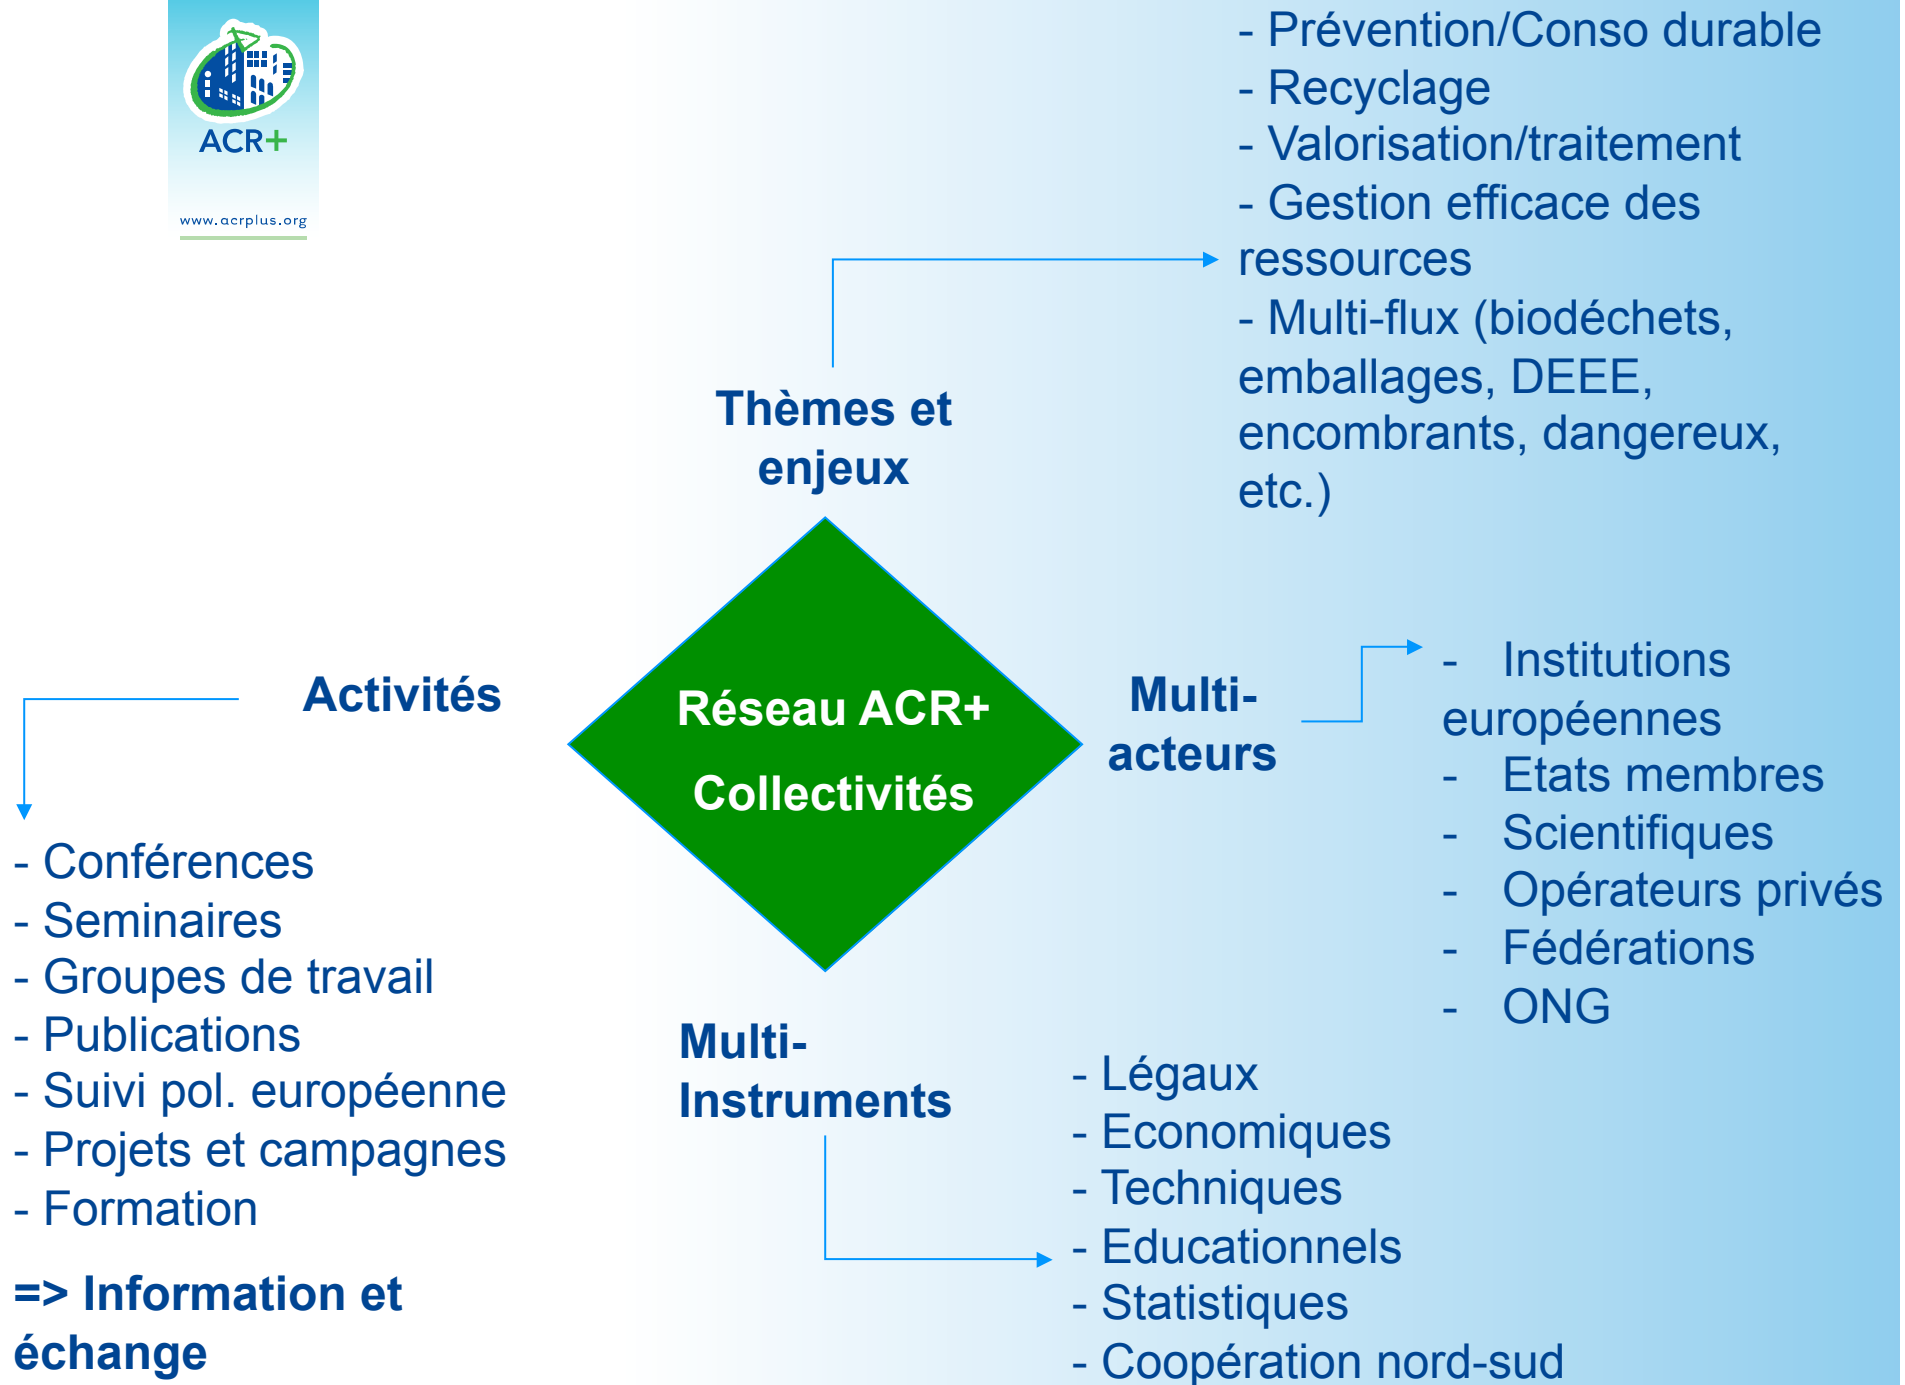 ACR+
www.acrplus.org
- Prévention/Conso durable
- Recyclage
- Valorisation/traitement
- Gestion efficace des
ressources
- Multi-flux (biodéchets,
emballages, DEEE,
encombrants, dangereux,
etc.)
Thèmes et
enjeux
Activités
Réseau ACR+
Collectivités
Multi-
acteurs
- Institutions
européennes
- Etats membres
- Scientifiques
- Opérateurs privés
- Fédérations
- ONG
- Conférences
- Seminaires
- Groupes de travail
- Publications
- Suivi pol. européenne
- Projets et campagnes
- Formation
=> Information et
échange
Multi-
Instruments
- Légaux
- Economiques
- Techniques
- Educationnels
- Statistiques
- Coopération nord-sud